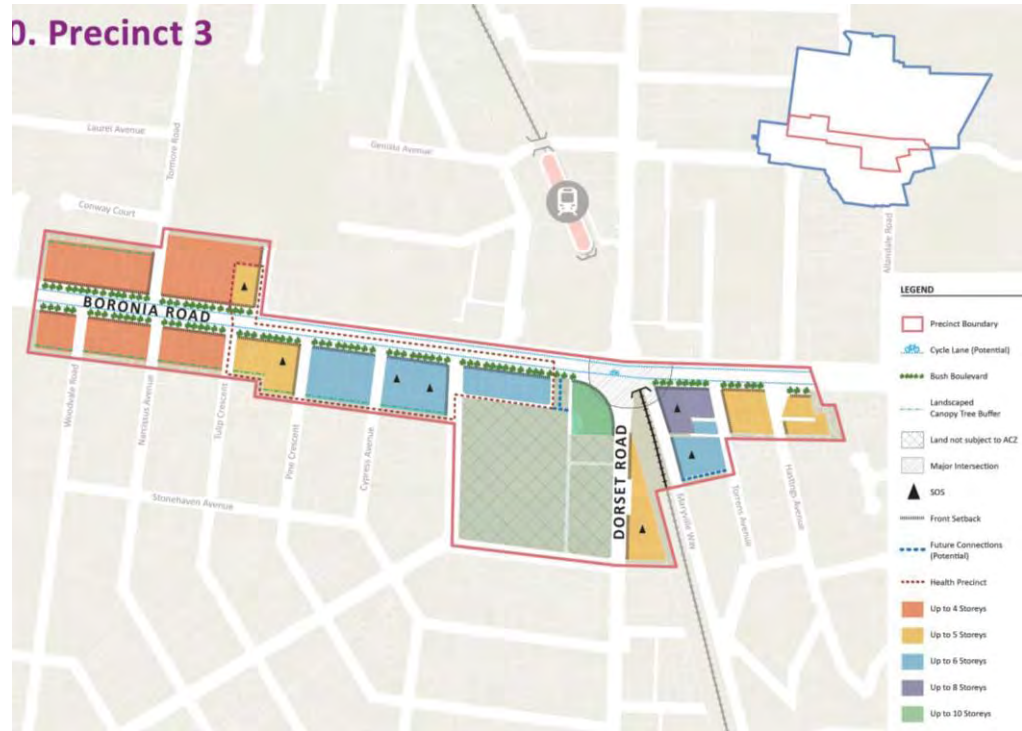 0. Precinct 3
Laurel Avenue
Tormore Road
Genista Avenue
Conway Court
Mandale Road
BORONIA ROAD
Woodvale Road
Narcissus Avenue
Tulip Crescent
Pine Crescent
Cypress Avenue
Stonehaven Avenue
DORSET ROAD
Maryville Way
Torrens Avenue
Hastings Avenue
LEGEND
Precinct Boundary
Cycle Lane (Potential)
Bush Boulevard
Landscaped
Canopy Tree Buffer
Land not subject to ACZ
Major Intersection
SOS
Front Setback
Future Connections
(Potential)
Health Precinct
Up to 4 Storeys
Up to 5 Storeys
Up to 6 Storeys
Up to 8 Storeys
Up to 10 Storeys